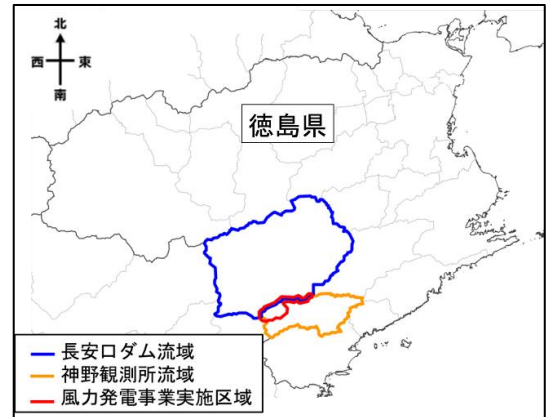 北
西 東
南
徳島県
長安口ダム流域
神野観測所流域
風力発電事業実施区域